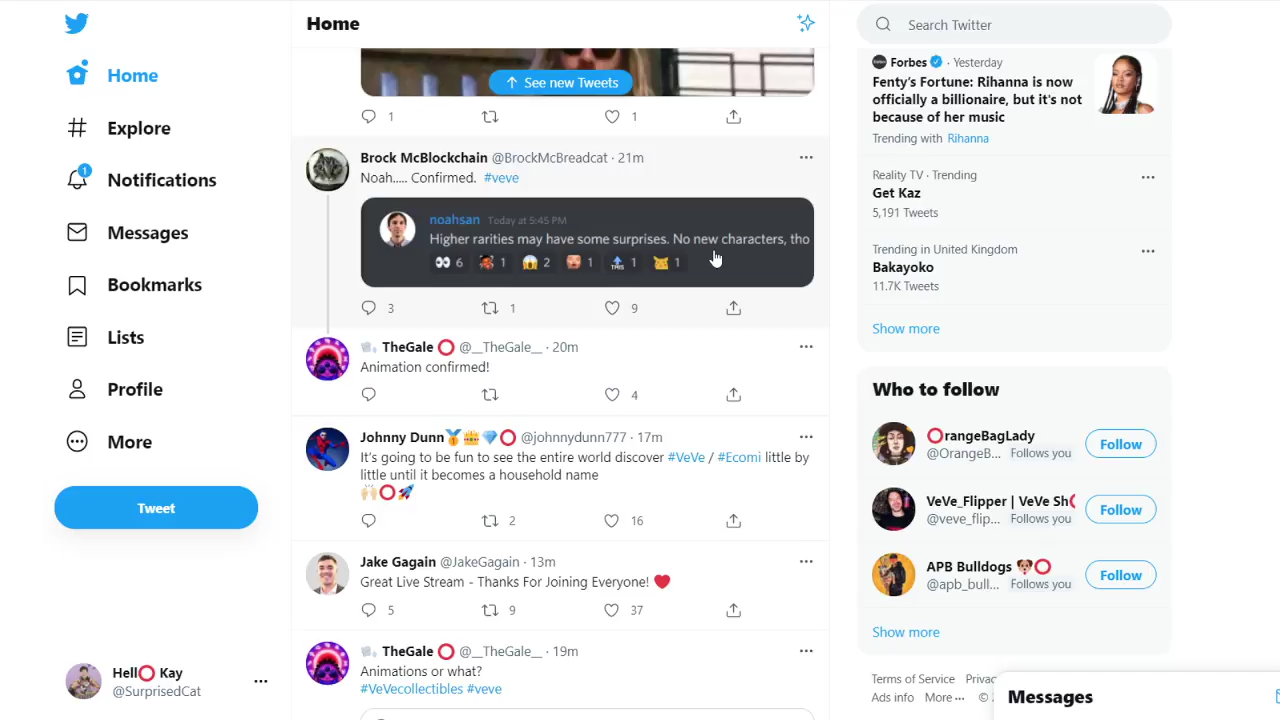 Home
Search Twitter
See new Tweets
Home
Explore
Notifications
1
Messages
Bookmarks
Lists
Profile
More
Tweet
Hell⭕ Kay
@SurprisedCat
1
1
Brock McBlockchain @BrockMcBreadcat · 21m
Noah..... Confirmed. #veve
noahsan Today at 5:45 PM
Higher rarities may have some surprises. No new characters, tho
6 1 2 1 THIS 1 1
3 1 9
TheGale ⭕ @__TheGale__ · 20m
Animation confirmed!
4
Johnny Dunn🥇👑💎⭕ @johnnydunn777 · 17m
It's going to be fun to see the entire world discover #VeVe / #Ecomi little by
little until it becomes a household name
🙌🏻⭕🚀
2 16
Jake Gagain @JakeGagain · 13m
Great Live Stream - Thanks For Joining Everyone! ❤️
5 9 37
TheGale ⭕ @__TheGale__ · 19m
Animations or what?
#VeVecollectibles #veve
Forbes · Yesterday
Fenty's Fortune: Rihanna is now
officially a billionaire, but it's not
because of her music
Trending with Rihanna
Reality TV · Trending
Get Kaz
5,191 Tweets
Trending in United Kingdom
Bakayoko
11.7K Tweets
Show more
Who to follow
⭕rangeBagLady
@OrangeB... Follows you
Follow
VeVe_Flipper | VeVe Sh
@veve_flip... Follows you
Follow
APB Bulldogs 🐶⭕
@apb_bull... Follows you
Follow
Show more
Terms of Service Privac
Ads info More ··· ©
Messages